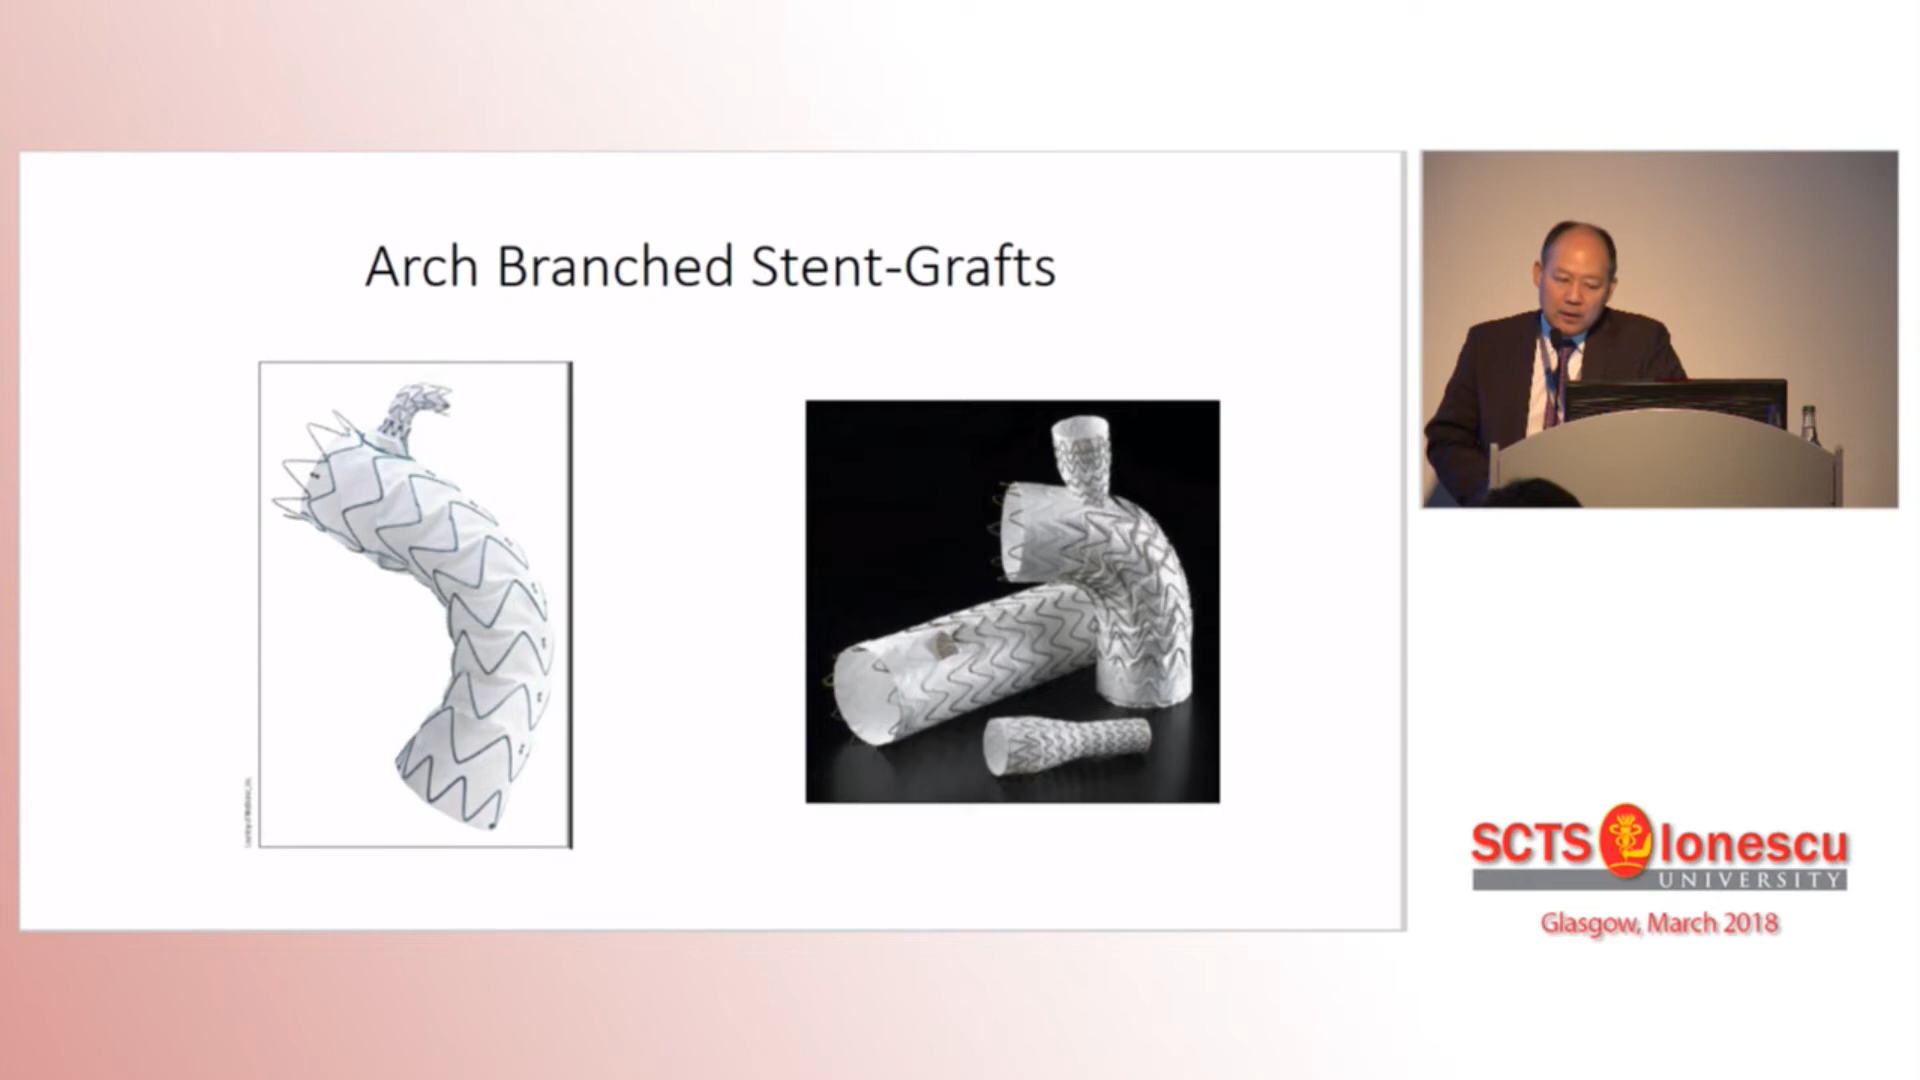 Arch Branched Stent-Grafts
SCTS Ionescu
UNIVERSITY
Glasgow, March 2018